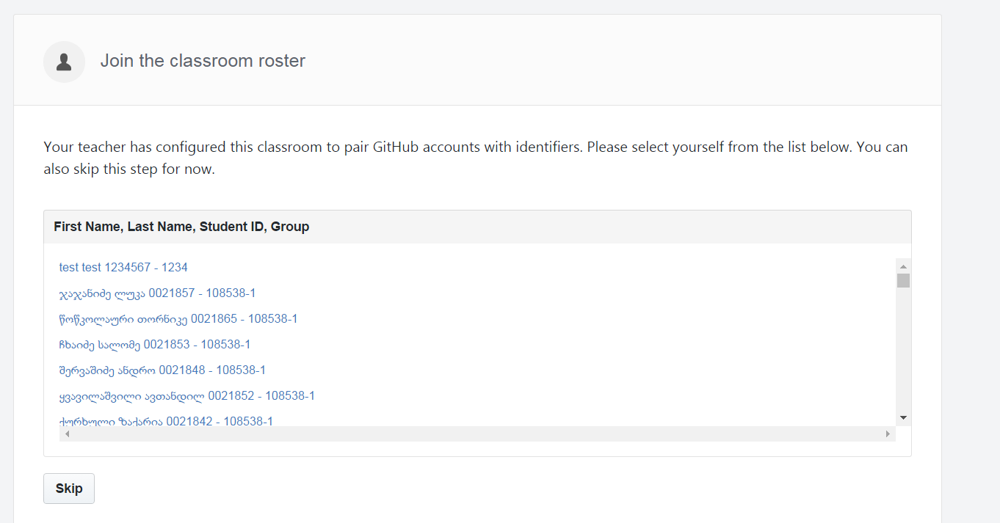 Join the classroom roster
Your teacher has configured this classroom to pair GitHub accounts with identifiers. Please select yourself from the list below. You can
also skip this step for now.
First Name, Last Name, Student ID, Group
test test 1234567 - 1234
ჯაჯანიძე ლუკა 0021857 - 108538-1
წოწკოლაური თორნიკე 0021865 - 108538-1
ჩხაიძე სალომე 0021853 - 108538-1
შერვაშიძე ანდრო 0021848 - 108538-1
ყვავილაშვილი ავთანდილ 0021852 - 108538-1
ქურხული ზაქარია 0021842 - 108538-1
Skip